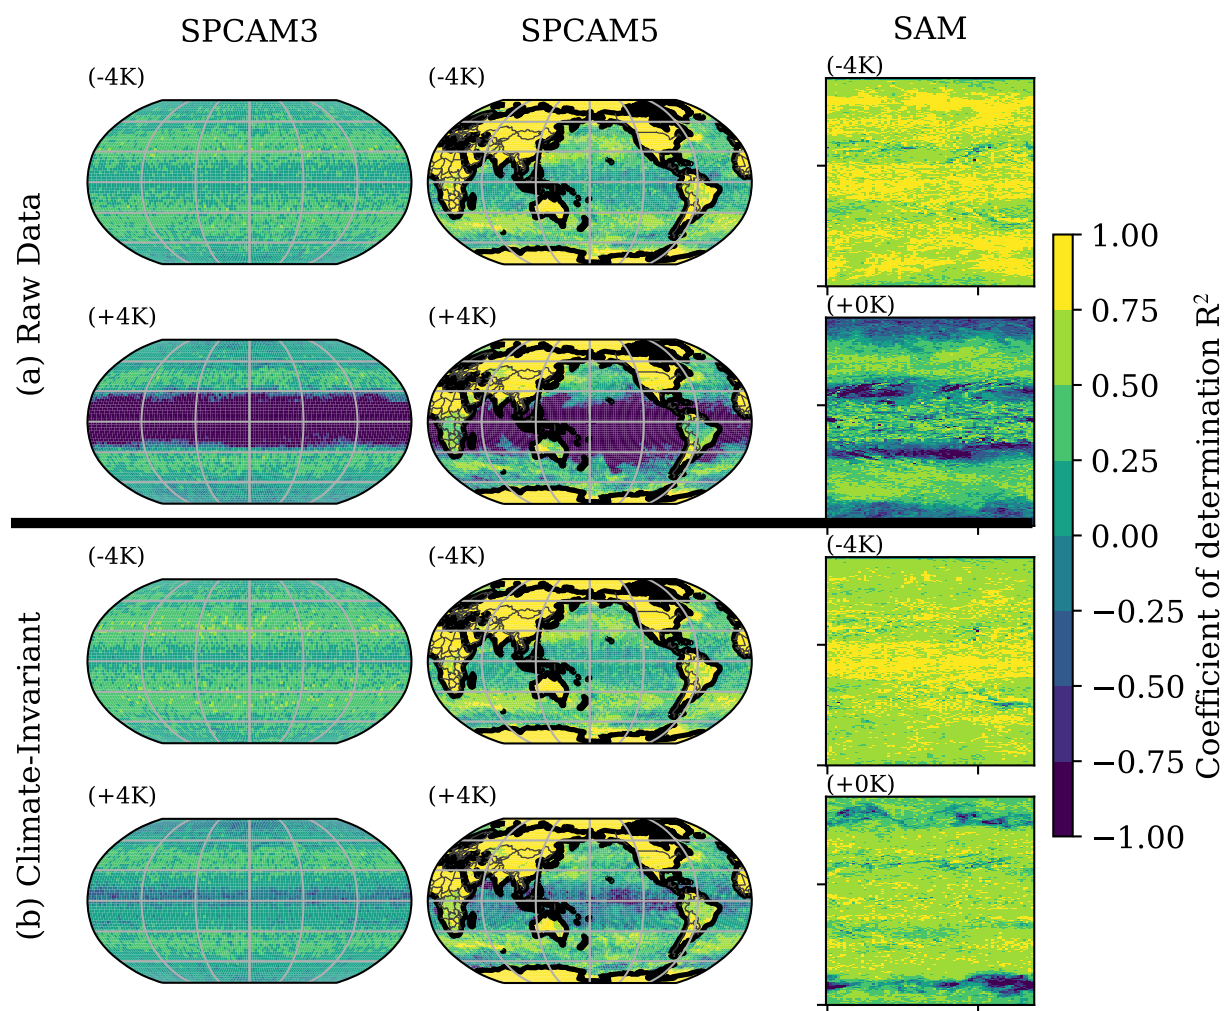 SPCAM3 SPCAM5 SAM
(-4K) (-4K) (-4K)
(a) Raw Data
(+4K) (+4K) (+0K)
(-4K) (-4K) (-4K)
(b) Climate-Invariant
(+4K) (+4K) (+0K)
1.00
0.75
0.50
0.25
0.00
−0.25
−0.50
−0.75
−1.00
Coefficient of determination R²